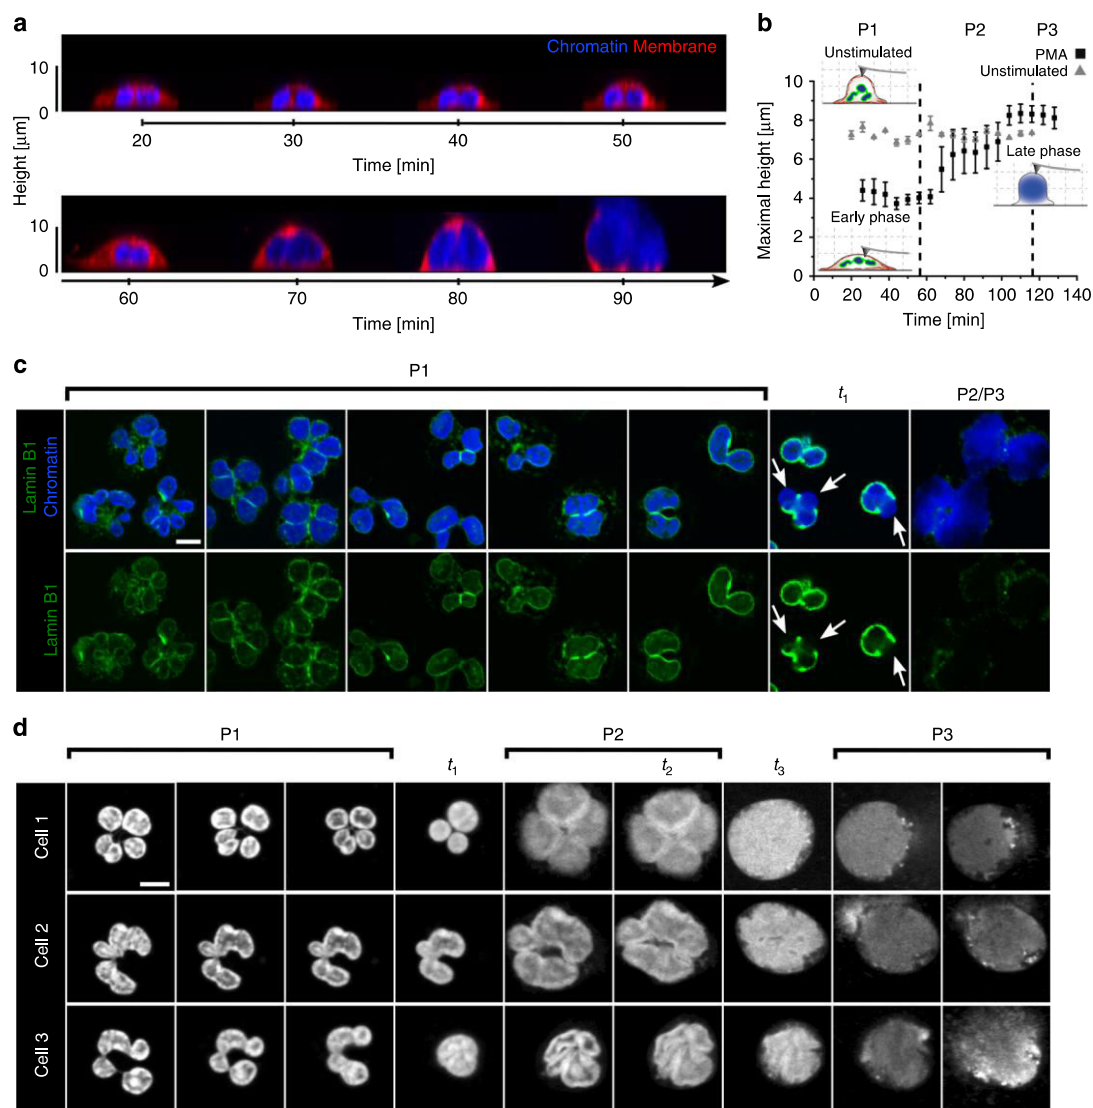 a
Chromatin Membrane
Height [µm]
10
0
20 30 40 50
Time [min]
10
0
60 70 80 90
Time [min]
b
P1 P2 P3
Unstimulated
PMA
Unstimulated
Maximal height [µm]
10
8
6
4
2
0
Late phase
Early phase
0 20 40 60 80 100 120 140
Time [min]
c
P1
t1
P2/P3
Lamin B1
Chromatin
Lamin B1
d
P1 P2 P3
t1 t2 t3
Cell 1
Cell 2
Cell 3